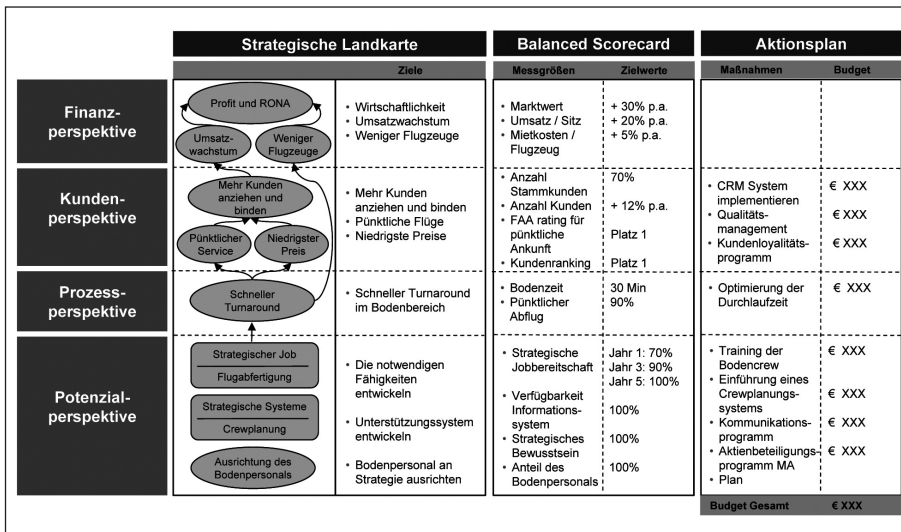 Strategische Landkarte
Balanced Scorecard
Aktionsplan
Ziele
Messgrößen
Zielwerte
Maßnahmen
Budget
Finanz-
perspektive
Profit und RONA
Umsatz-
wachstum
Weniger
Flugzeuge
• Wirtschaftlichkeit
• Umsatzwachstum
• Weniger Flugzeuge
• Marktwert
• Umsatz / Sitz
• Mietkosten /
Flugzeug
+ 30% p.a.
+ 20% p.a.
+ 5% p.a.
Kunden-
perspektive
Mehr Kunden
anziehen und
binden
Pünktlicher
Service
Niedrigster
Preis
• Mehr Kunden
anziehen und binden
• Pünktliche Flüge
• Niedrigste Preise
• Anzahl
Stammkunden
• Anzahl Kunden
• FAA rating für
pünktliche
Ankunft
• Kundenranking
70%
+ 12% p.a.
Platz 1
Platz 1
• CRM System
implementieren
• Qualitäts-
management
• Kundenloyalitäts-
programm
€ XXX
€ XXX
€ XXX
Prozess-
perspektive
Schneller
Turnaround
• Schneller Turnaround
im Bodenbereich
• Bodenzeit
• Pünktlicher
Abflug
30 Min
90%
• Optimierung der
Durchlaufzeit
€ XXX
Potenzial-
perspektive
Strategischer Job
Flugabfertigung
Strategische Systeme
Crewplanung
Ausrichtung des
Bodenpersonals
• Die notwendigen
Fähigkeiten
entwickeln
• Unterstützungssystem
entwickeln
• Bodenpersonal an
Strategie ausrichten
• Strategische
Jobbereitschaft
• Verfügbarkeit
Informations-
system
• Strategisches
Bewusstsein
• Anteil des
Bodenpersonals
Jahr 1: 70%
Jahr 3: 90%
Jahr 5: 100%
100%
100%
100%
• Training der
Bodencrew
• Einführung eines
Crewplanungs-
systems
• Kommunikations-
programm
• Aktienbeteiligungs-
programm MA
• Plan
€ XXX
€ XXX
€ XXX
€ XXX
Budget Gesamt
€ XXX